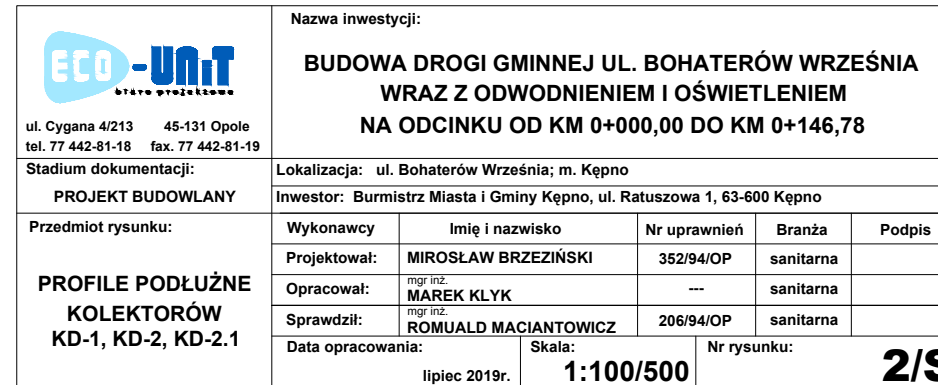 ECO-UNIT
biuro projektowe
ul. Cygana 4/213 45-131 Opole
tel. 77 442-81-18 fax. 77 442-81-19
Nazwa inwestycji:
BUDOWA DROGI GMINNEJ UL. BOHATERÓW WRZEŚNIA
WRAZ Z ODWODNIENIEM I OŚWIETLENIEM
NA ODCINKU OD KM 0+000,00 DO KM 0+146,78
Stadium dokumentacji:
PROJEKT BUDOWLANY
Lokalizacja: ul. Bohaterów Wrześnía; m. Kępno
Inwestor: Burmistrz Miasta i Gminy Kępno, ul. Ratuszowa 1, 63-600 Kępno
Przedmiot rysunku:
PROFILE PODŁUŻNE
KOLEKTORÓW
KD-1, KD-2, KD-2.1
Wykonawcy Imię i nazwisko Nr uprawnień Branża Podpis
Projektował: MIROSŁAW BRZEZIŃSKI 352/94/OP sanitarna
Opracował: mgr inż. MAREK KLYK --- sanitarna
Sprawdził: mgr inż. ROMUALD MACIANTOWICZ 206/94/OP sanitarna
Data opracowania: Skala: Nr rysunku:
lipiec 2019r. 1:100/500 2/S